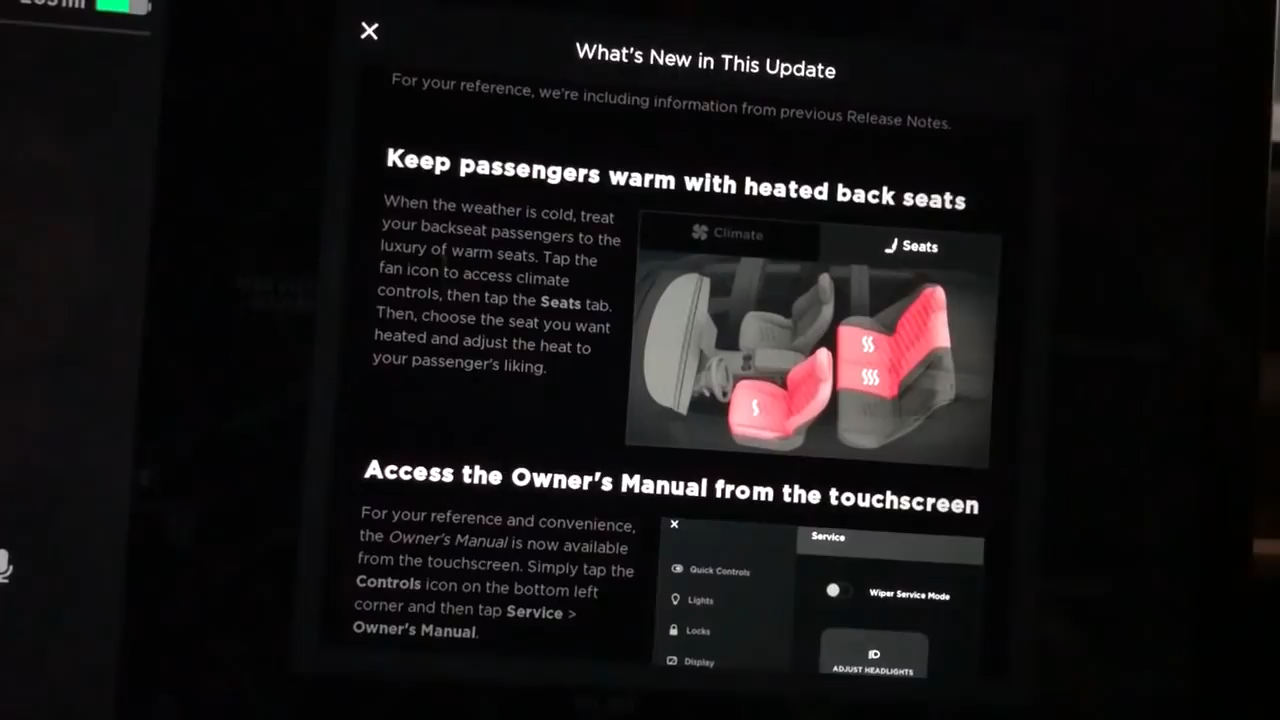 What's New in This Update
For your reference, we're including information from previous Release Notes.
Keep passengers warm with heated back seats
When the weather is cold, treat
your backseat passengers to the
luxury of warm seats. Tap the
fan icon to access climate
controls, then tap the Seats tab.
Then, choose the seat you want
heated and adjust the heat to
your passenger's liking.
Climate
Seats
Access the Owner's Manual from the touchscreen
For your reference and convenience,
the Owner's Manual is now available
from the touchscreen. Simply tap the
Controls icon on the bottom left
corner and then tap Service >
Owner's Manual.
Service
Quick Controls
Wiper Service Mode
Lights
Locks
Display
ADJUST HEADLIGHTS